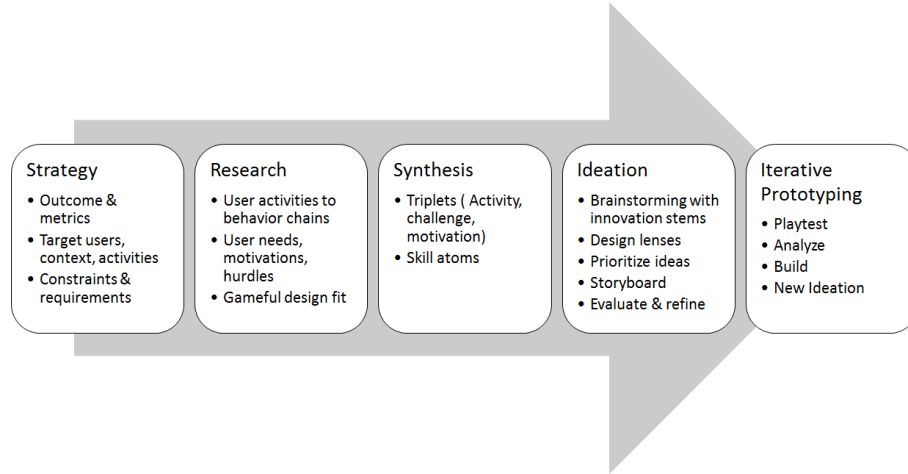 Strategy
• Outcome &
metrics
• Target users,
context, activities
• Constraints &
requirements
Research
• User activities to
behavior chains
• User needs,
motivations,
hurdles
• Gameful design fit
Synthesis
• Triplets ( Activity,
challenge,
motivation)
• Skill atoms
Ideation
• Brainstorming with
innovation stems
• Design lenses
• Prioritize ideas
• Storyboard
• Evaluate & refine
Iterative
Prototyping
• Playtest
• Analyze
• Build
• New Ideation